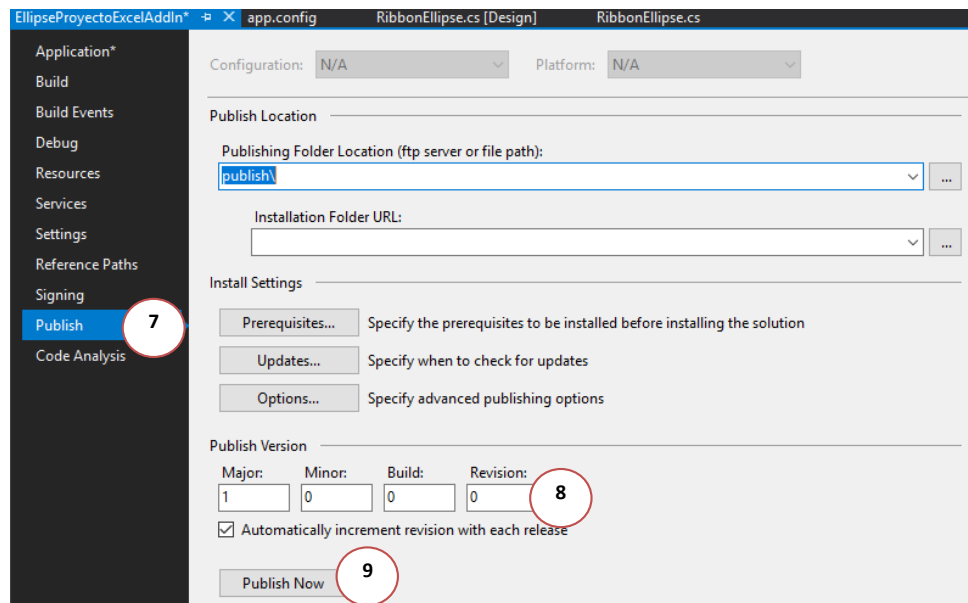 EllipseProyectoExcelAddIn* app.config RibbonEllipse.cs [Design] RibbonEllipse.cs
Application*
Build
Build Events
Debug
Resources
Services
Settings
Reference Paths
Signing
Publish
Code Analysis
7
Configuration: N/A Platform: N/A
Publish Location
Publishing Folder Location (ftp server or file path):
publish\
...
Installation Folder URL:
...
Install Settings
Prerequisites... Specify the prerequisites to be installed before installing the solution
Updates... Specify when to check for updates
Options... Specify advanced publishing options
Publish Version
Major: Minor: Build: Revision:
1 0 0 0
8
Automatically increment revision with each release
Publish Now
9